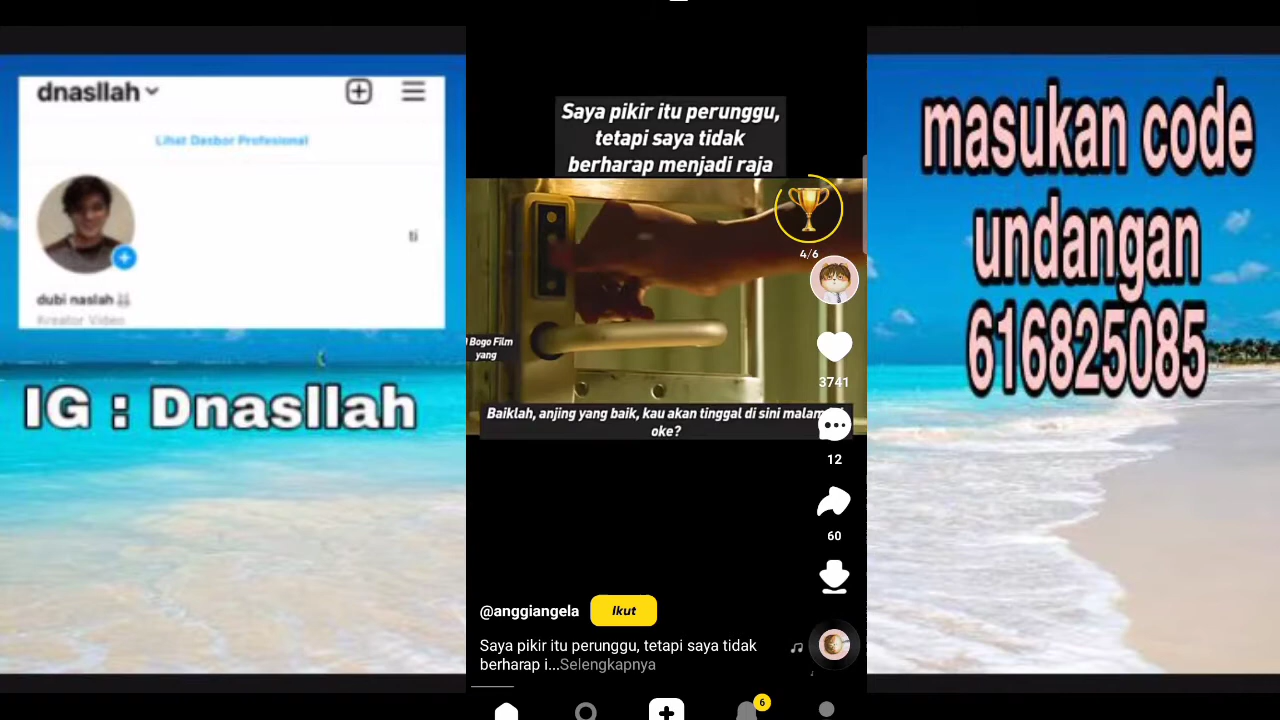 dnasllah
Lihat Dasbor Profesional
ti
dubi naslah
Kreator Video
IG : Dnasllah
Saya pikir itu perunggu,
tetapi saya tidak
berharap menjadi raja
4/6
3741
Bogo Film
yang
Baiklah, anjing yang baik, kau akan tinggal di sini malam
oke?
12
60
@anggiangela
Ikut
Saya pikir itu perunggu, tetapi saya tidak
berharap i...Selengkapnya
6
masukan code
undangan
616825085